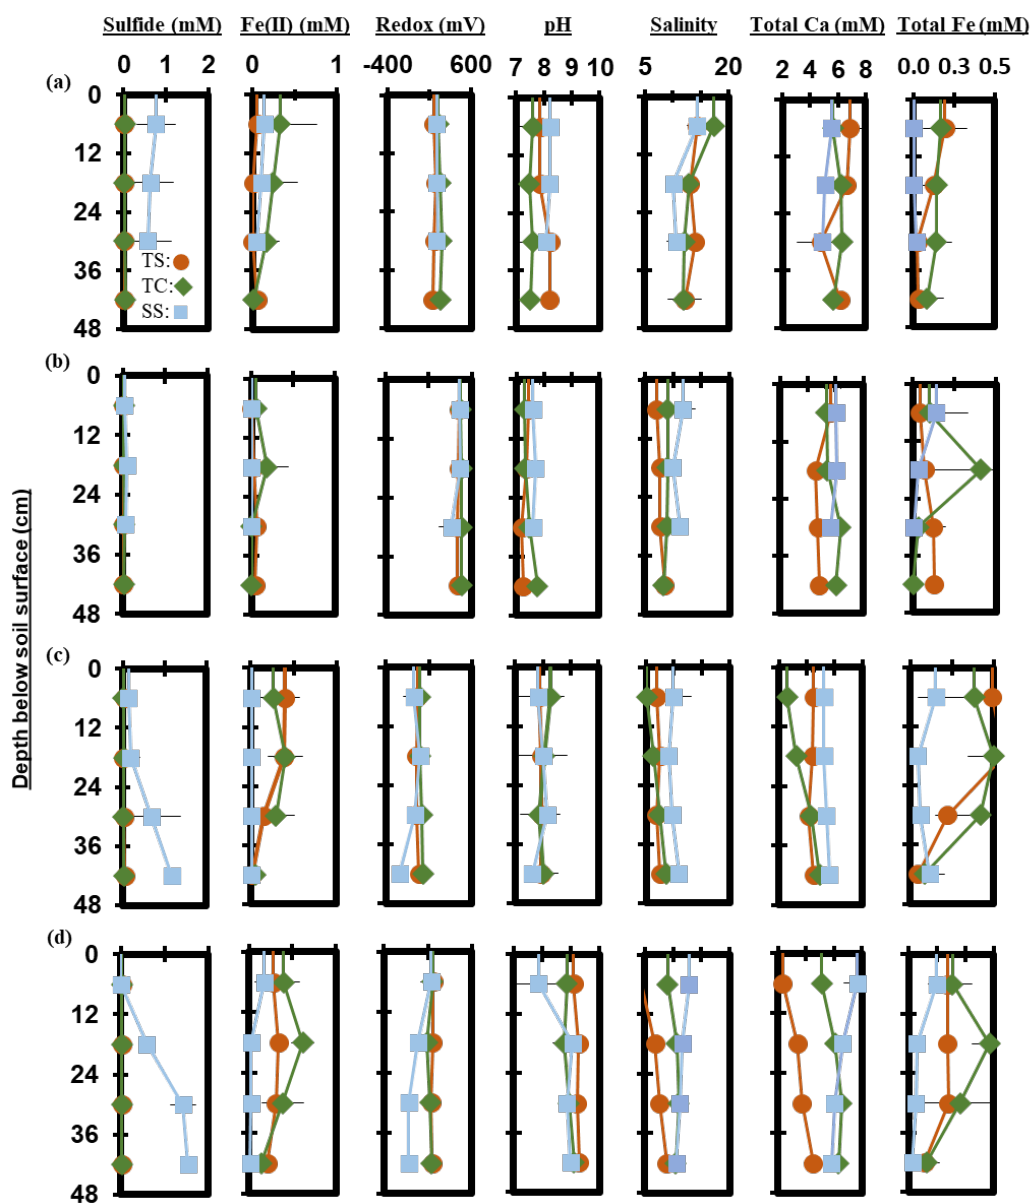 Sulfide (mM) Fe(II) (mM) Redox (mV) pH Salinity Total Ca (mM) Total Fe (mM)
0 1 2 0 1 -400 600 7 8 9 10 5 20 2 4 6 8 0.0 0.3 0.5
(a)
0
12
24
36
48
TS:
TC:
SS:
(b)
0
12
24
36
48
(c)
0
12
24
36
48
(d)
0
12
24
36
48
Depth below soil surface (cm)